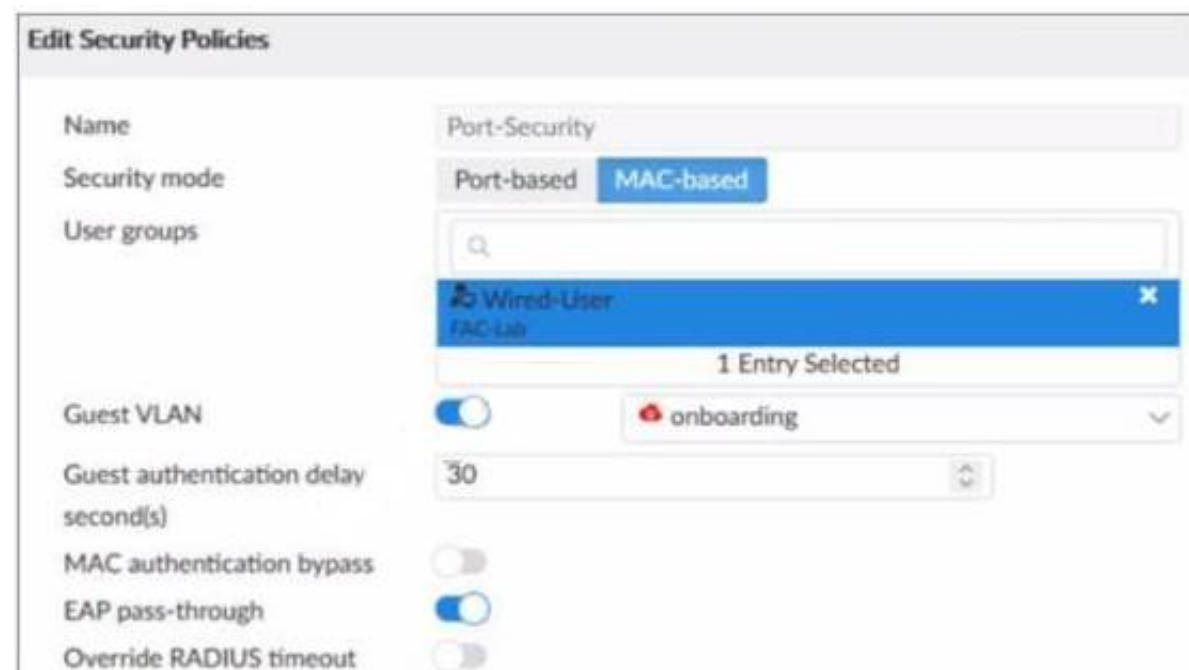 Edit Security Policies
Name Port-Security
Security mode Port-based MAC-based
User groups
Wired-User
FAC-Lab
1 Entry Selected
Guest VLAN onboarding
Guest authentication delay 30
second(s)
MAC authentication bypass
EAP pass-through
Override RADIUS timeout